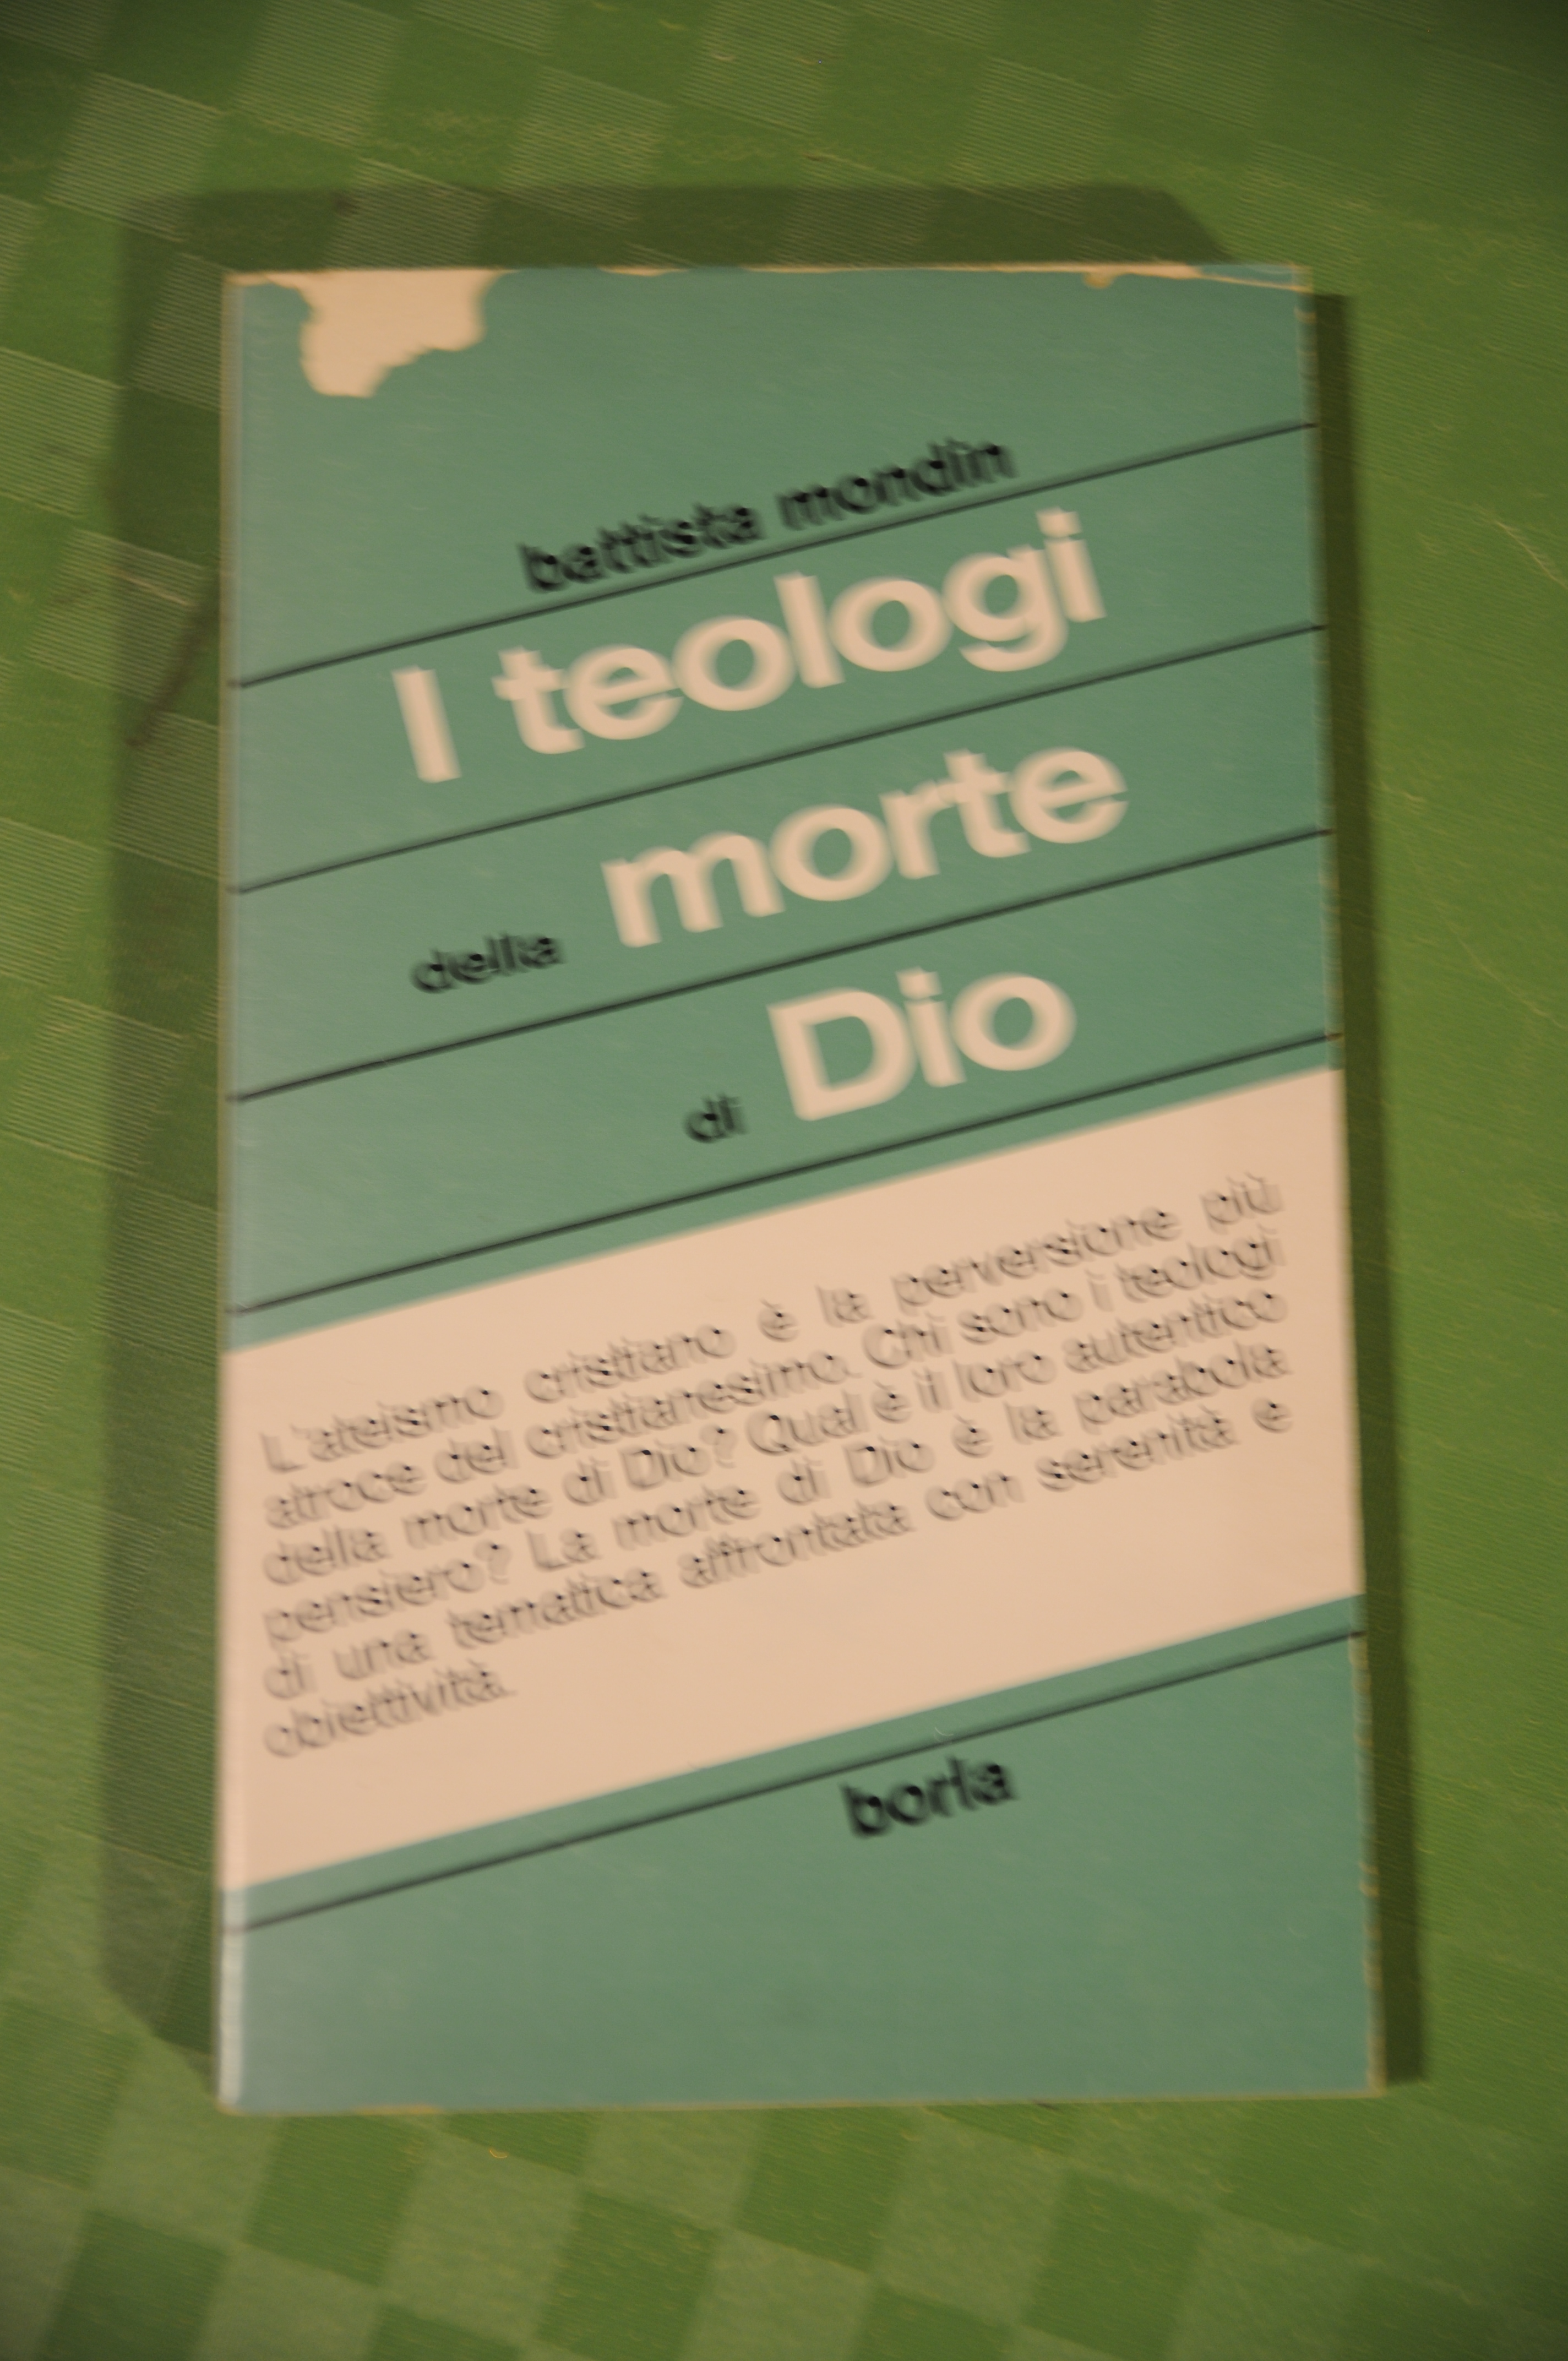 battista mondin
I teologi
della morte
di Dio
L'ateismo cristiano è la perversione più
atroce del cristianesimo. Chi sono i teologi
della morte di Dio? Qual è il loro autentico
pensiero? La morte di Dio è la parabola
di una tematica affrontata con serenità e
obiettività.
borla